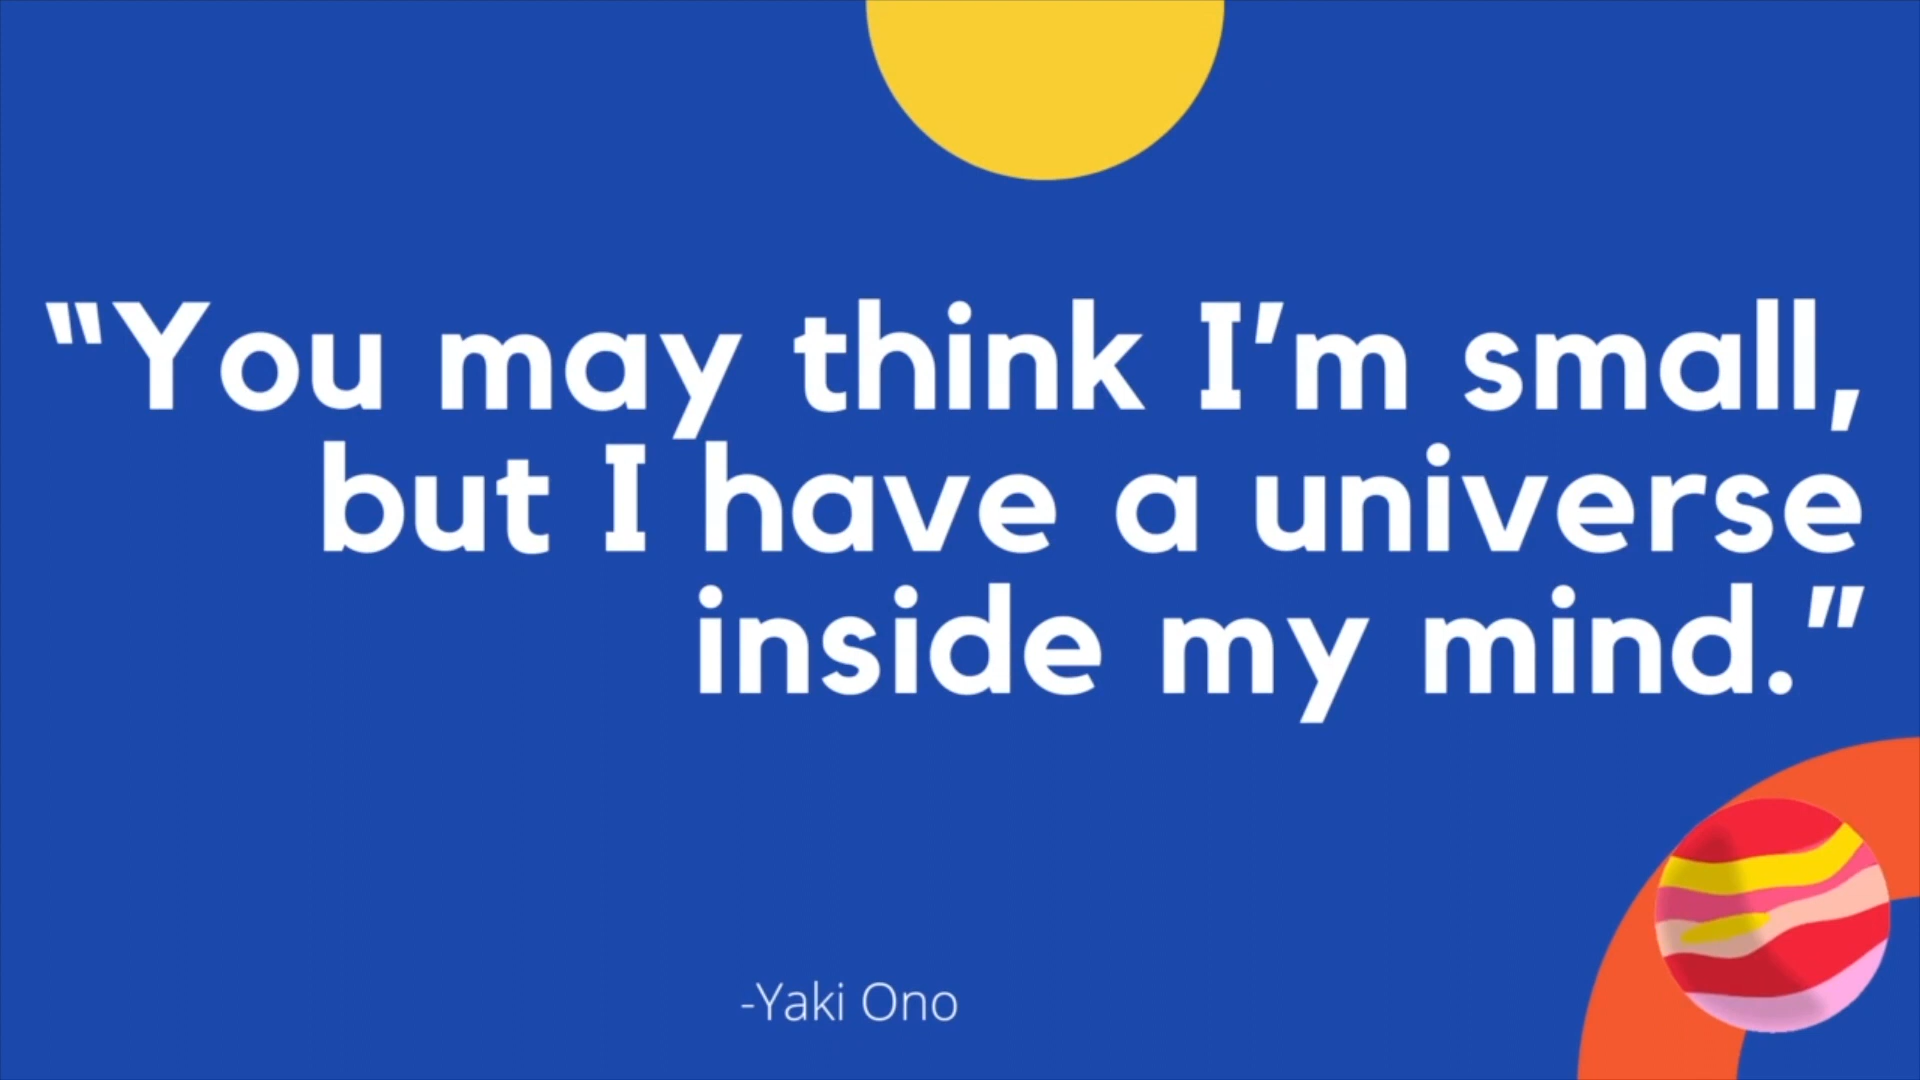 “You may think I’m small,
but I have a universe
inside my mind.”
-Yaki Ono